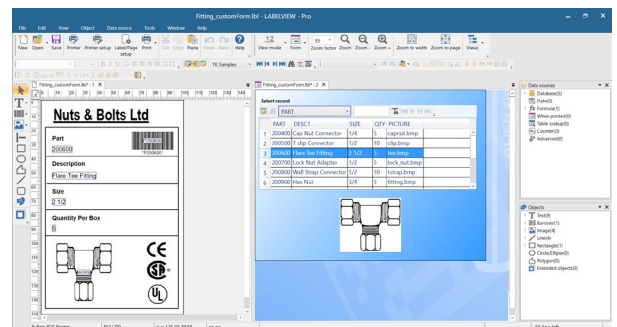 Fitting_customForm.lbl - LABELVIEW - Pro
File Edit View Object Data source Tools Window Help
New Open Save Printer Printer setup Label/Page setup Print Cut Copy Paste Undo Redo Help View mode Form Zoom factor Zoom Zoom - Zoom + Zoom to width Zoom to page Views
95
TK Samples
Fitting_customForm.lbl* : 1
Nuts & Bolts Ltd
Part
200600
*P200600*
Description
Flare Tee Fitting
Size
2 1/2
Quantity Per Box
5
CE
UL
Fitting_customForm.lbl* : 2
Select record
PART
PART DESC1 SIZE QTY PICTURE
1 200400 Cap Nut Connector 3/4 5 capnut.bmp
2 200500 T clip Connector 1/2 10 clip.bmp
3 200600 Flare Tee Fitting 2 1/2 5 tee.bmp
4 200700 Lock Nut Adapter 1/2 5 lock_nut.bmp
5 200800 Wall Strap Connector 1/2 10 tstrap.bmp
6 200900 Hex Nut 3/4 5 fitting.bmp
Data sources
Database(5)
Date(0)
Formula(1)
When printed(0)
Table lookup(0)
Counter(0)
Advanced(0)
Objects
Text(9)
Barcode(1)
Image(4)
Line(4)
Rectangle(1)
Circle/Ellipse(0)
Polygon(0)
Extended objects(0)